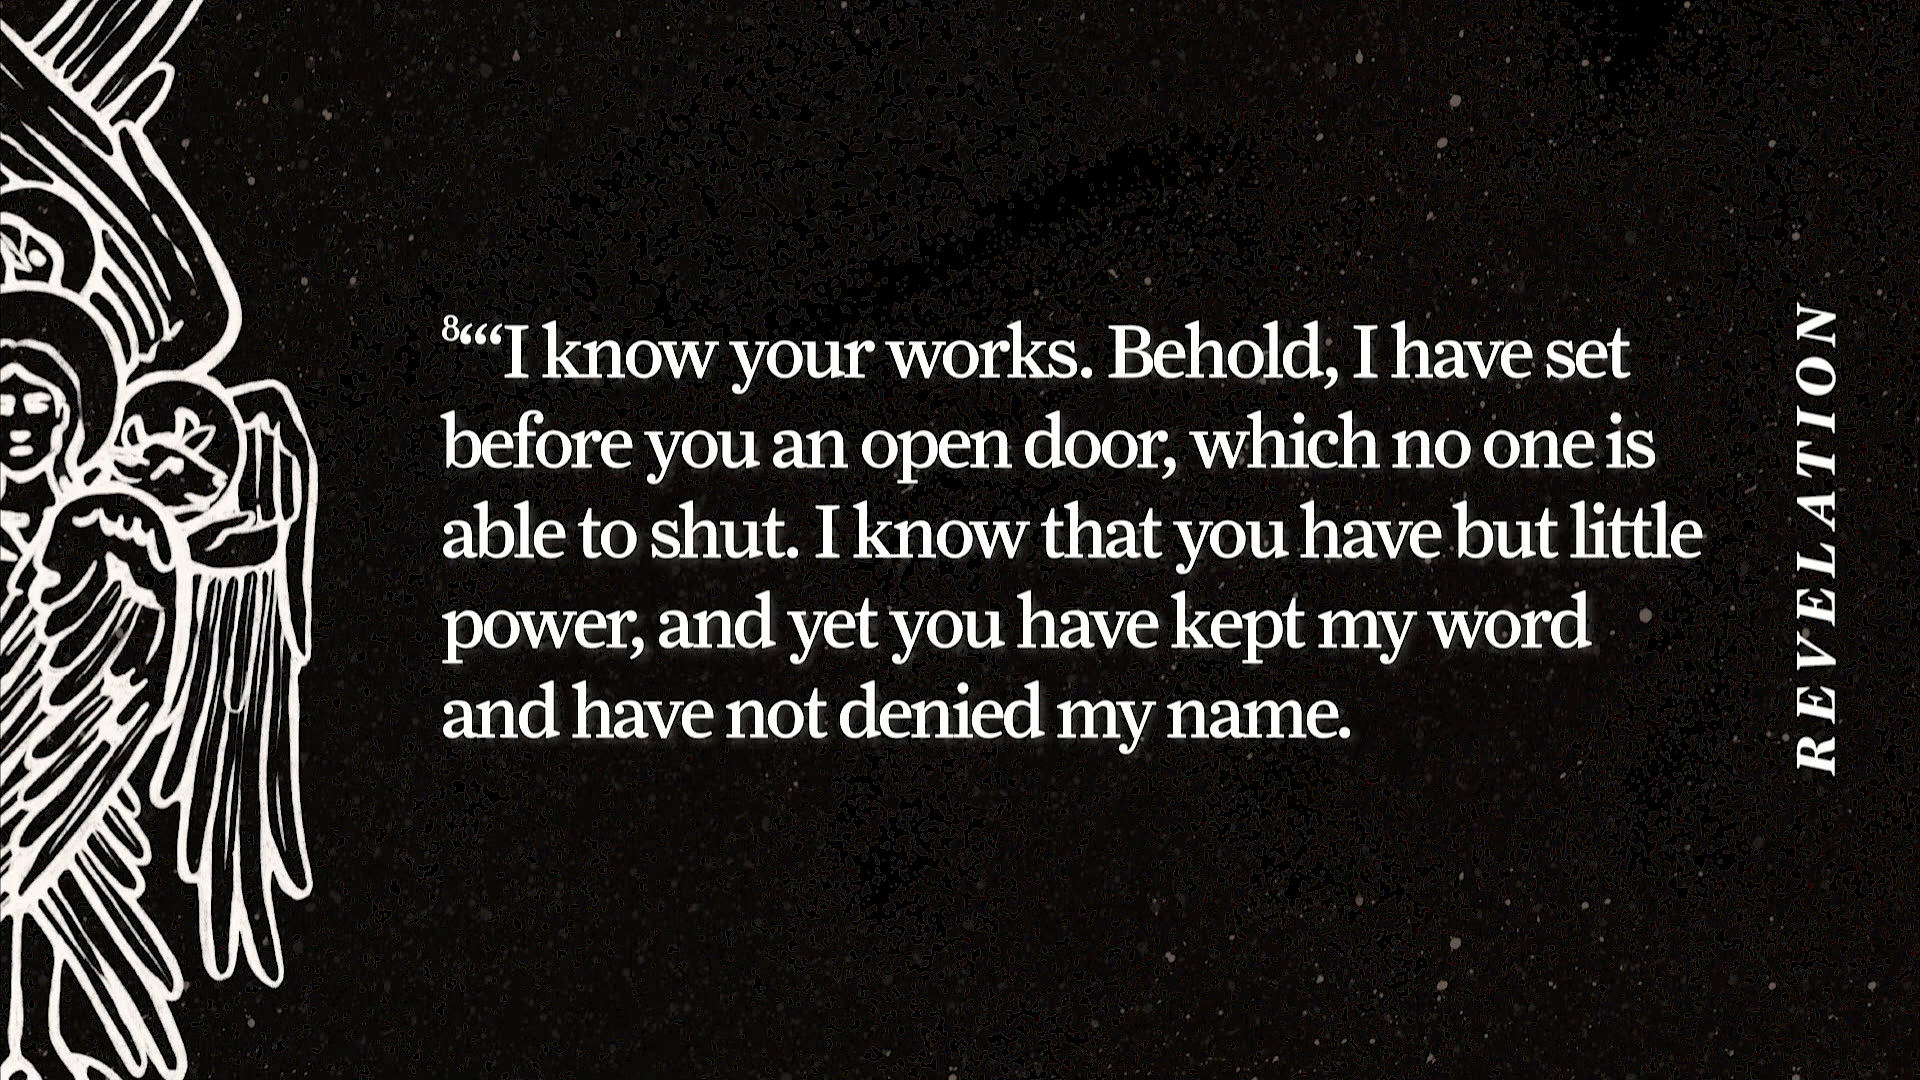 8““I know your works. Behold, I have set
before you an open door, which no one is
able to shut. I know that you have but little
power, and yet you have kept my word
and have not denied my name.
REVELATION